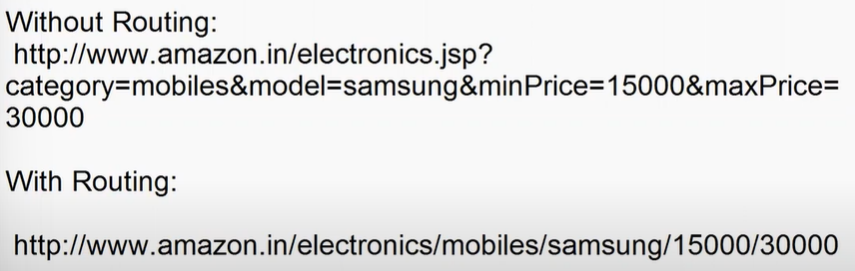 Without Routing:
http://www.amazon.in/electronics.jsp?
category=mobiles&model=samsung&minPrice=15000&maxPrice=
30000
With Routing:
http://www.amazon.in/electronics/mobiles/samsung/15000/30000